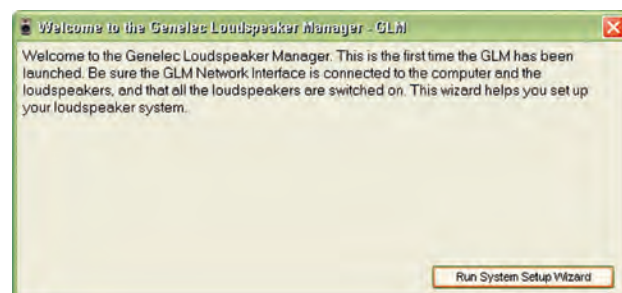 Welcome to the Genelec Loudspeaker Manager - GLM
Welcome to the Genelec Loudspeaker Manager. This is the first time the GLM has been
launched. Be sure the GLM Network Interface is connected to the computer and the
loudspeakers, and that all the loudspeakers are switched on. This wizard helps you set up
your loudspeaker system.
Run System Setup Wizard